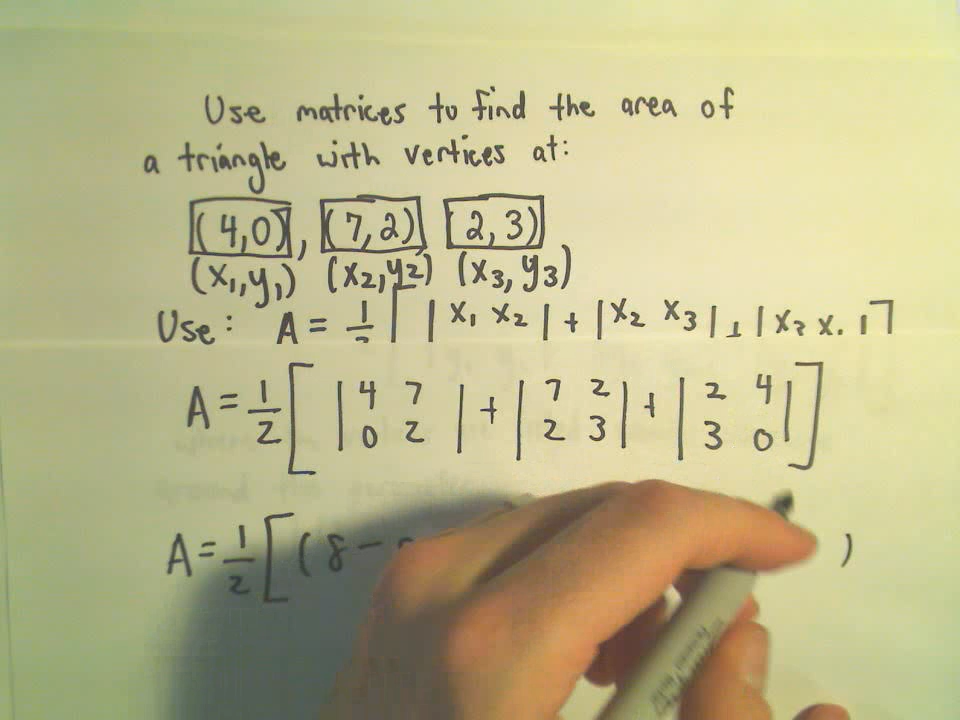 Use matrices to find the area of
a triangle with vertices at:
(4,0), (7,2) (2,3)
(x₁,y₁) (x₂,y₂) (x₃,y₃)
Use: A = 1/2 [ | x₁ x₂ | + | x₂ x₃ | + | x₃ x₁ | ]
A = 1/2 [ | 4 7 | + | 7 2 | + | 2 4 | ]
0 2 2 3 3 0
A = 1/2 [ ( 8 - )